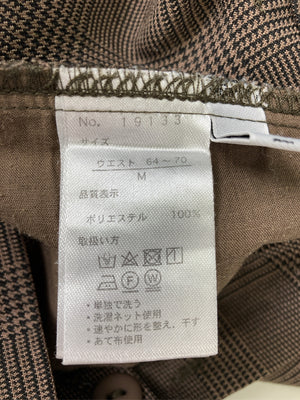 No. 19133
サイズ
ウエスト 64～70
M
品質表示
ポリエステル 100%
取扱い方
・単独で洗う
・洗濯ネット使用
・速やかに形を整え、干す
・あて布使用